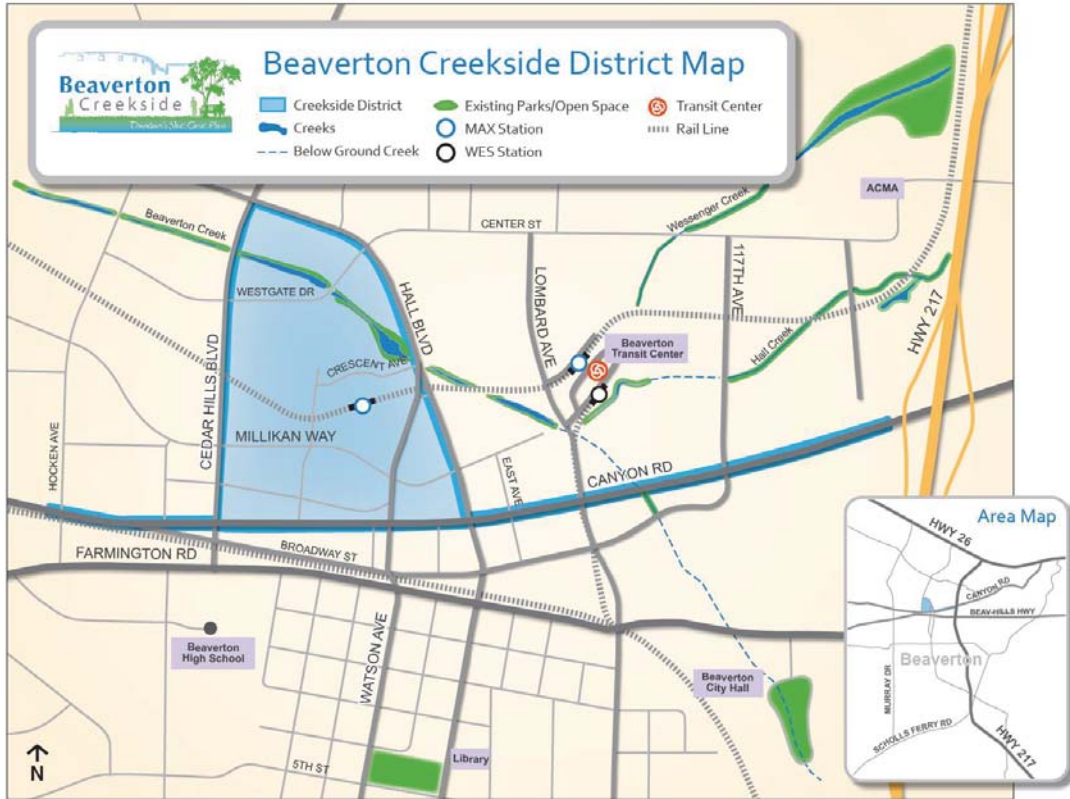 Beaverton Creekside District Map
Beaverton
Creekside
Creekside District
Creeks
Below Ground Creek
Existing Parks/Open Space
MAX Station
WES Station
Transit Center
Rail Line
ACMA
Wessenger Creek
Beaverton Creek
CENTER ST
WESTGATE DR
HALL BLVD
LOMBARD AVE
117TH AVE
HWY 217
Beaverton
Transit Center
Hall Creek
CRESCENT AVE
CEDAR HILLS BLVD
MILLIKAN WAY
HOCKEN AVE
EAST AVE
CANYON RD
BROADWAY ST
FARMINGTON RD
Beaverton
High School
WATSON AVE
Beaverton
City Hall
Library
5TH ST
N
Area Map
HWY 26
CANYON RD
BEAV-HILLS HWY
Beaverton
MURRAY DR
SCHOLLS FERRY RD
HWY 217